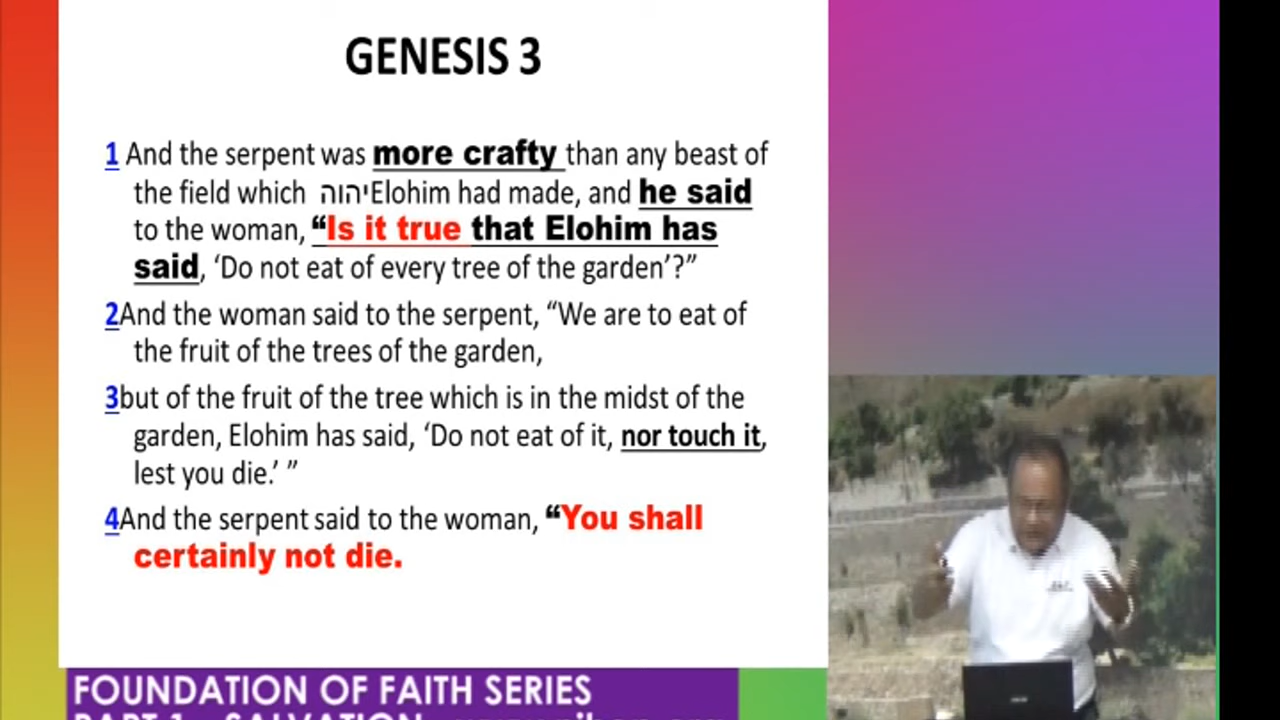 GENESIS 3
1 And the serpent was more crafty than any beast of
the field which יהוה Elohim had made, and he said
to the woman, “Is it true that Elohim has
said, ‘Do not eat of every tree of the garden’?”
2And the woman said to the serpent, “We are to eat of
the fruit of the trees of the garden,
3but of the fruit of the tree which is in the midst of the
garden, Elohim has said, ‘Do not eat of it, nor touch it,
lest you die.’ ”
4And the serpent said to the woman, “You shall
certainly not die.
FOUNDATION OF FAITH SERIES
PART 1 SALVATION